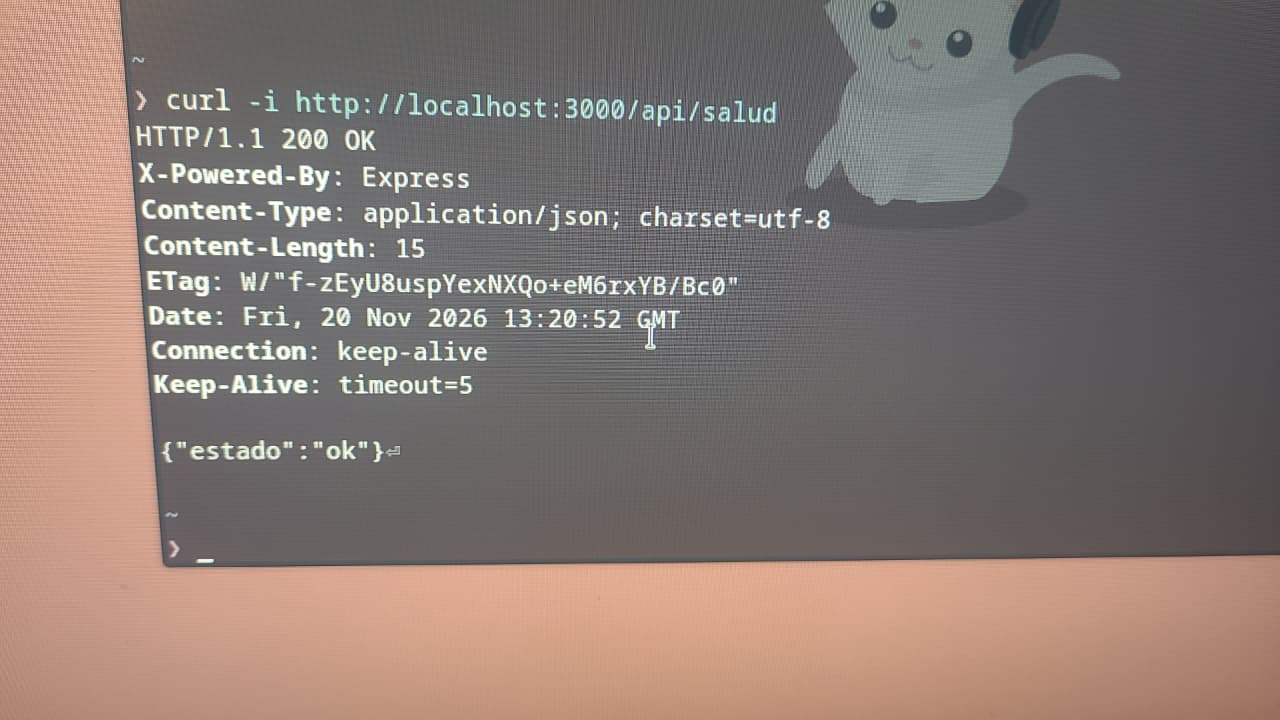 ~
❯ curl -i http://localhost:3000/api/salud
HTTP/1.1 200 OK
X-Powered-By: Express
Content-Type: application/json; charset=utf-8
Content-Length: 15
ETag: W/"f-zEyU8uspYexNXQo+eM6rxYB/Bc0"
Date: Fri, 20 Nov 2026 13:20:52 GMT
Connection: keep-alive
Keep-Alive: timeout=5
{"estado":"ok"}⏎
~
❯ _